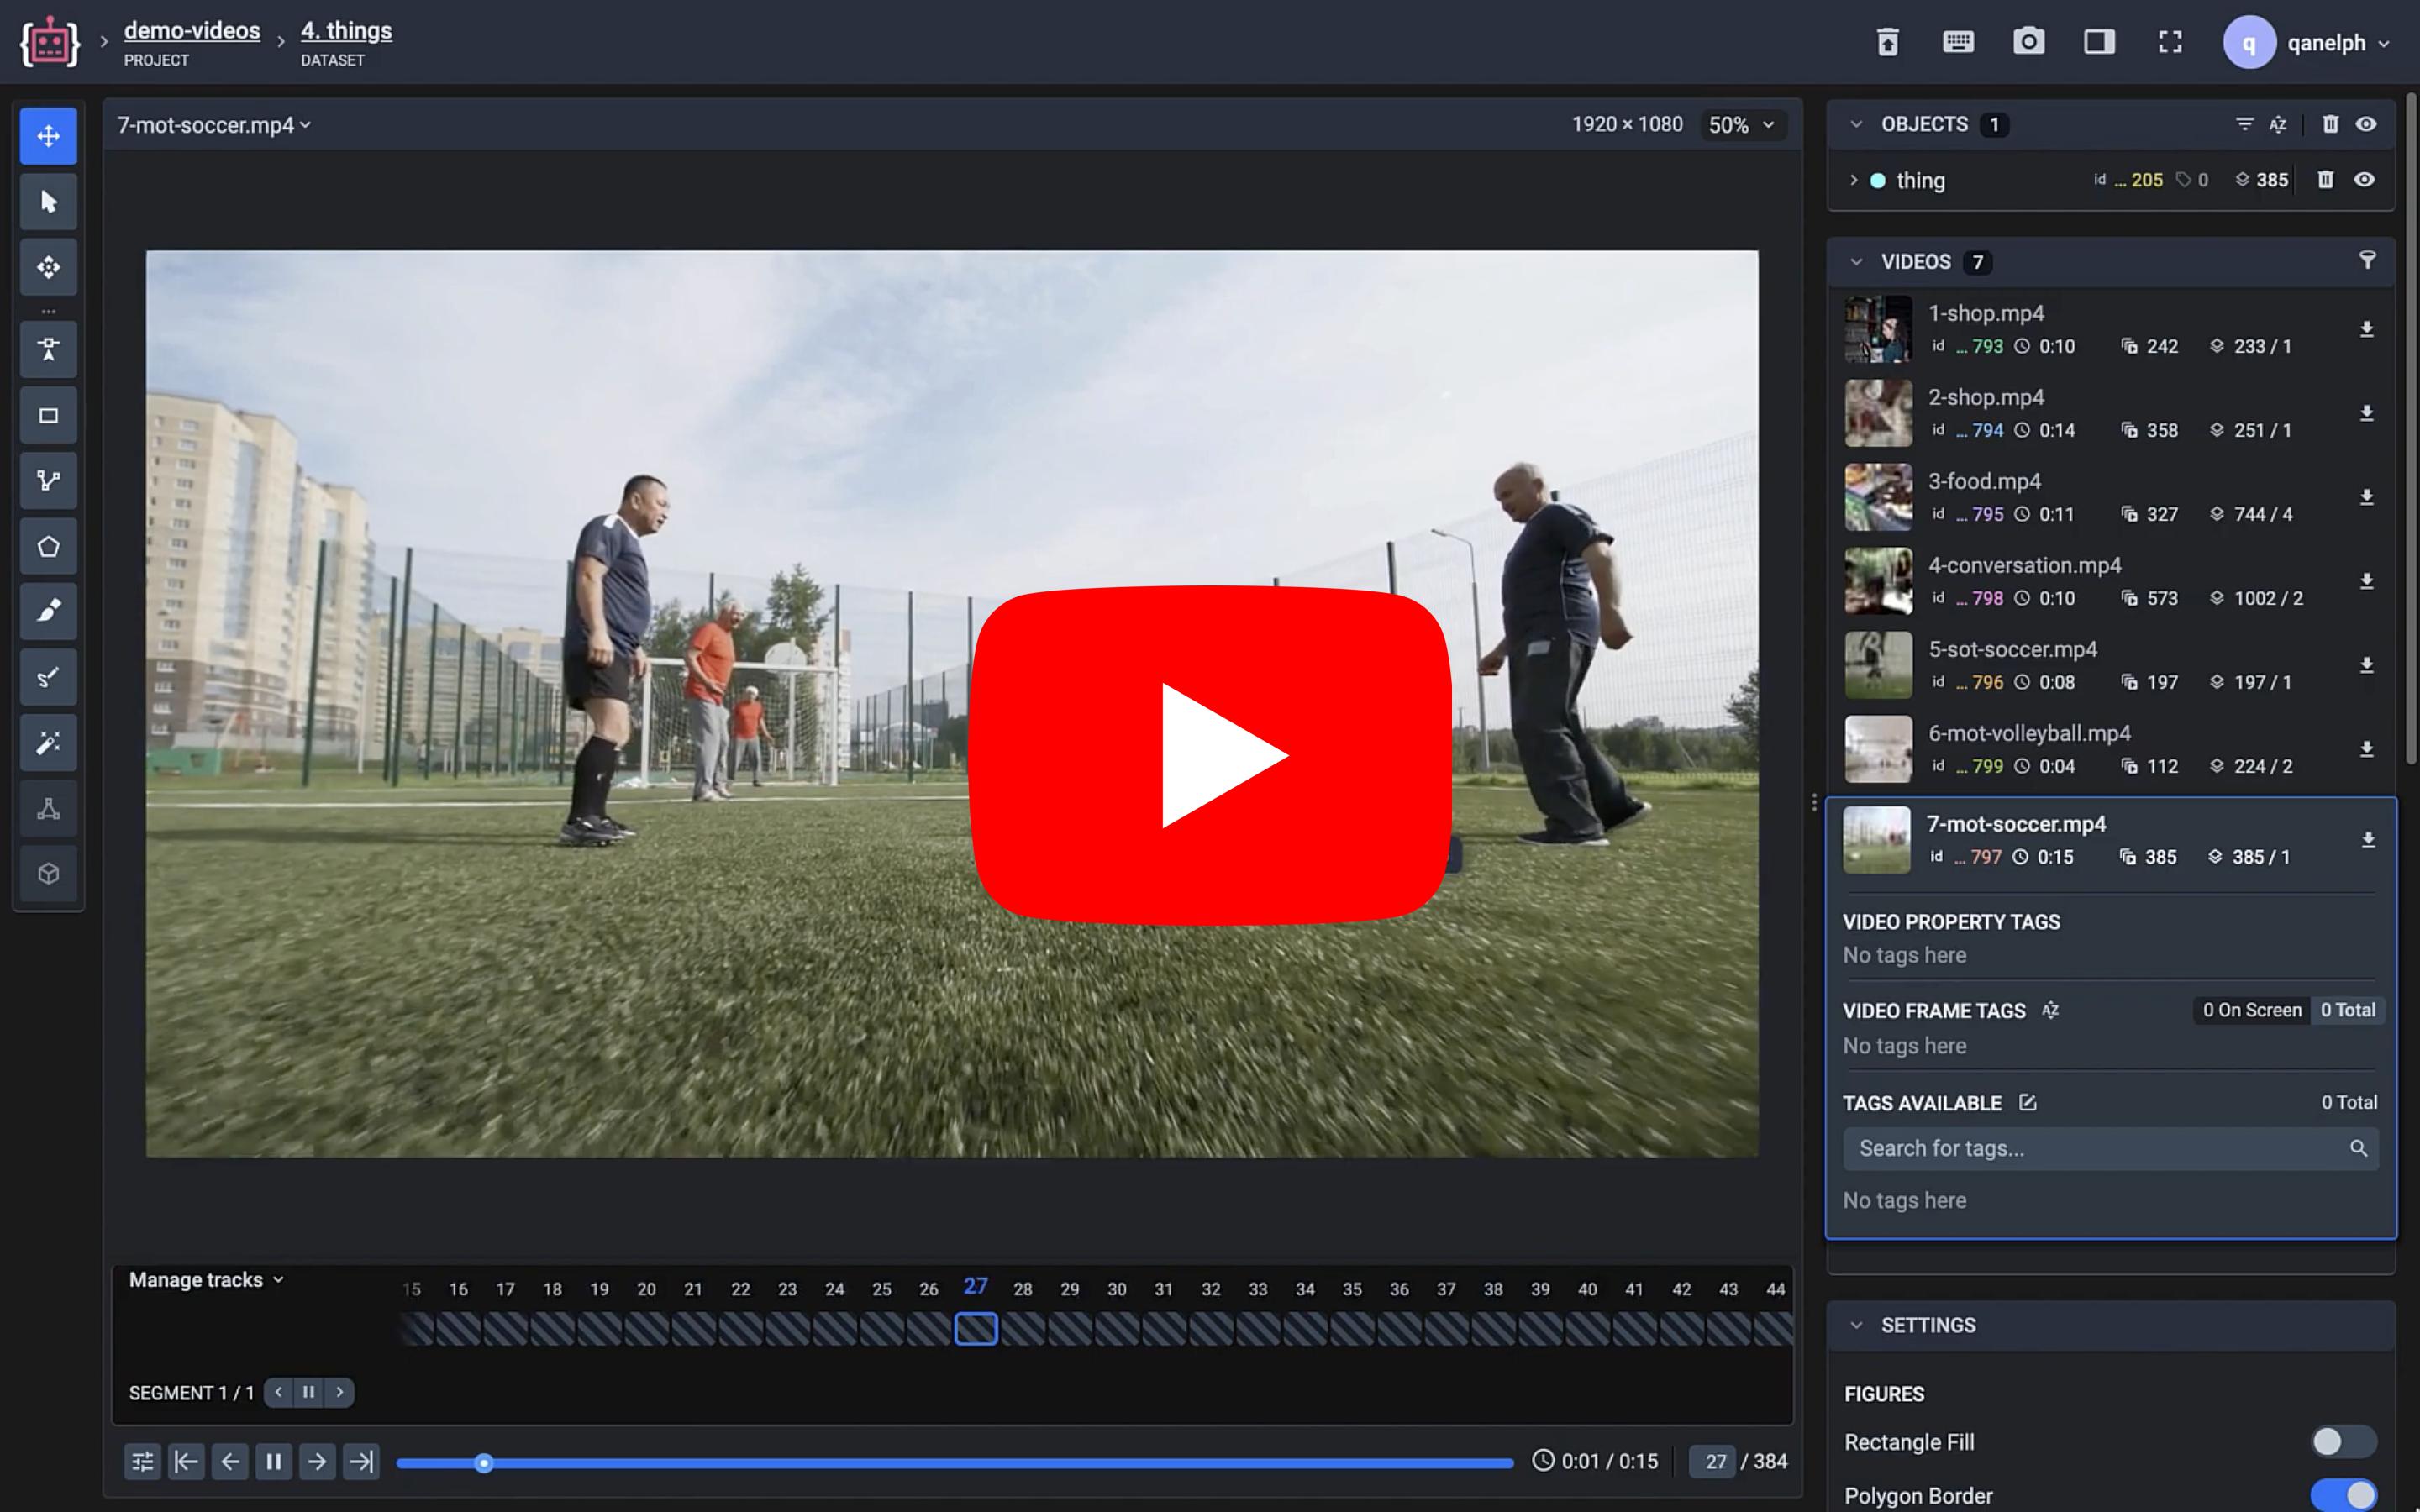 demo-videos
PROJECT
4. things
DATASET
q
qanelph
7-mot-soccer.mp4
1920 × 1080
50%
OBJECTS 1
thing id ... 205 0 385
VIDEOS 7
1-shop.mp4
id ... 793 0:10 242 233 / 1
2-shop.mp4
id ... 794 0:14 358 251 / 1
3-food.mp4
id ... 795 0:11 327 744 / 4
4-conversation.mp4
id ... 798 0:10 573 1002 / 2
5-sot-soccer.mp4
id ... 796 0:08 197 197 / 1
6-mot-volleyball.mp4
id ... 799 0:04 112 224 / 2
7-mot-soccer.mp4
id ... 797 0:15 385 385 / 1
VIDEO PROPERTY TAGS
No tags here
VIDEO FRAME TAGS AZ 0 On Screen 0 Total
No tags here
TAGS AVAILABLE 0 Total
Search for tags...
No tags here
SETTINGS
FIGURES
Rectangle Fill
Polygon Border
Manage tracks
15 16 17 18 19 20 21 22 23 24 25 26 27 28 29 30 31 32 33 34 35 36 37 38 39 40 41 42 43 44
SEGMENT 1 / 1
0:01 / 0:15
27 / 384